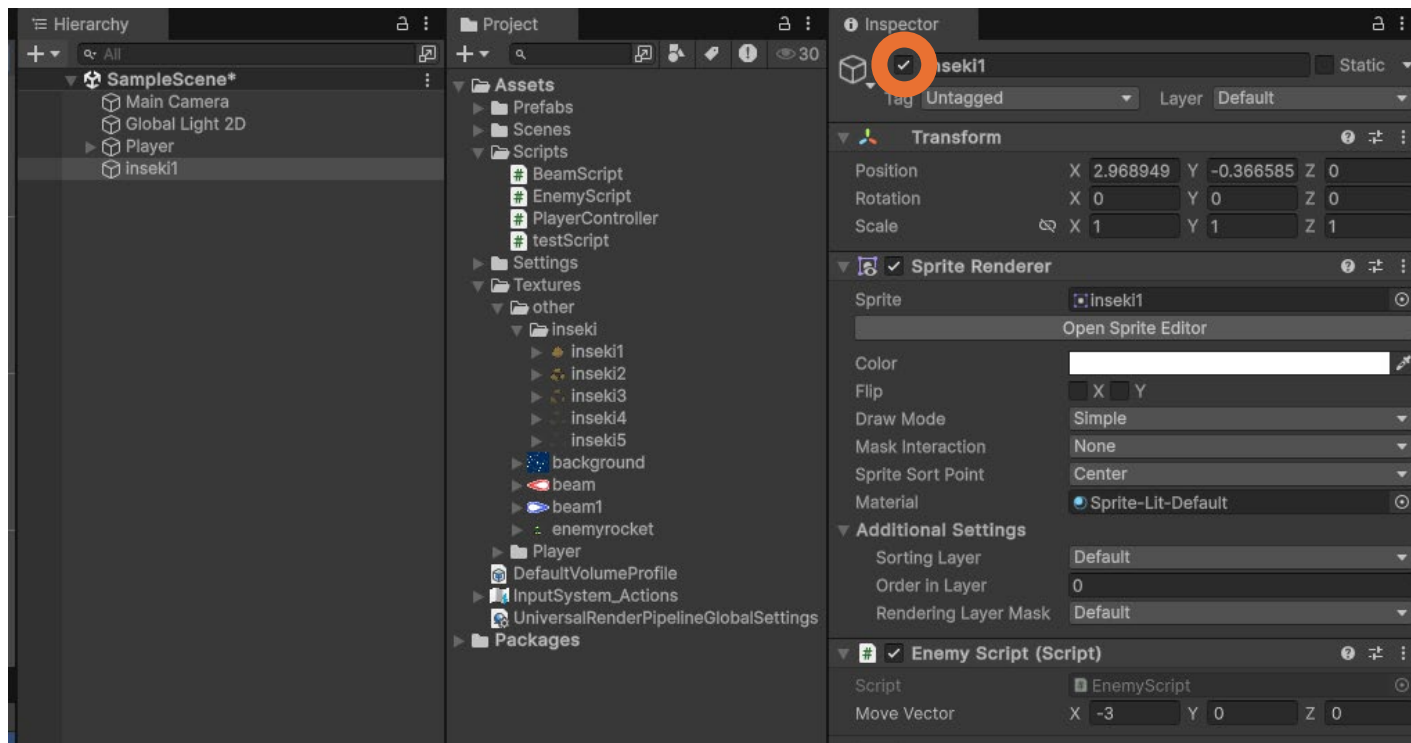 Hierarchy
All
SampleScene*
Main Camera
Global Light 2D
Player
inseki1
Project
30
Assets
Prefabs
Scenes
Scripts
BeamScript
EnemyScript
PlayerController
testScript
Settings
Textures
other
inseki
inseki1
inseki2
inseki3
inseki4
inseki5
background
beam
beam1
enemyrocket
Player
DefaultVolumeProfile
InputSystem_Actions
UniversalRenderPipelineGlobalSettings
Packages
Inspector
nseki1 Static
Tag Untagged Layer Default
Transform
Position X 2.968949 Y -0.366585 Z 0
Rotation X 0 Y 0 Z 0
Scale X 1 Y 1 Z 1
Sprite Renderer
Sprite inseki1
Open Sprite Editor
Color
Flip X Y
Draw Mode Simple
Mask Interaction None
Sprite Sort Point Center
Material Sprite-Lit-Default
Additional Settings
Sorting Layer Default
Order in Layer 0
Rendering Layer Mask Default
# Enemy Script (Script)
Script EnemyScript
Move Vector X -3 Y 0 Z 0